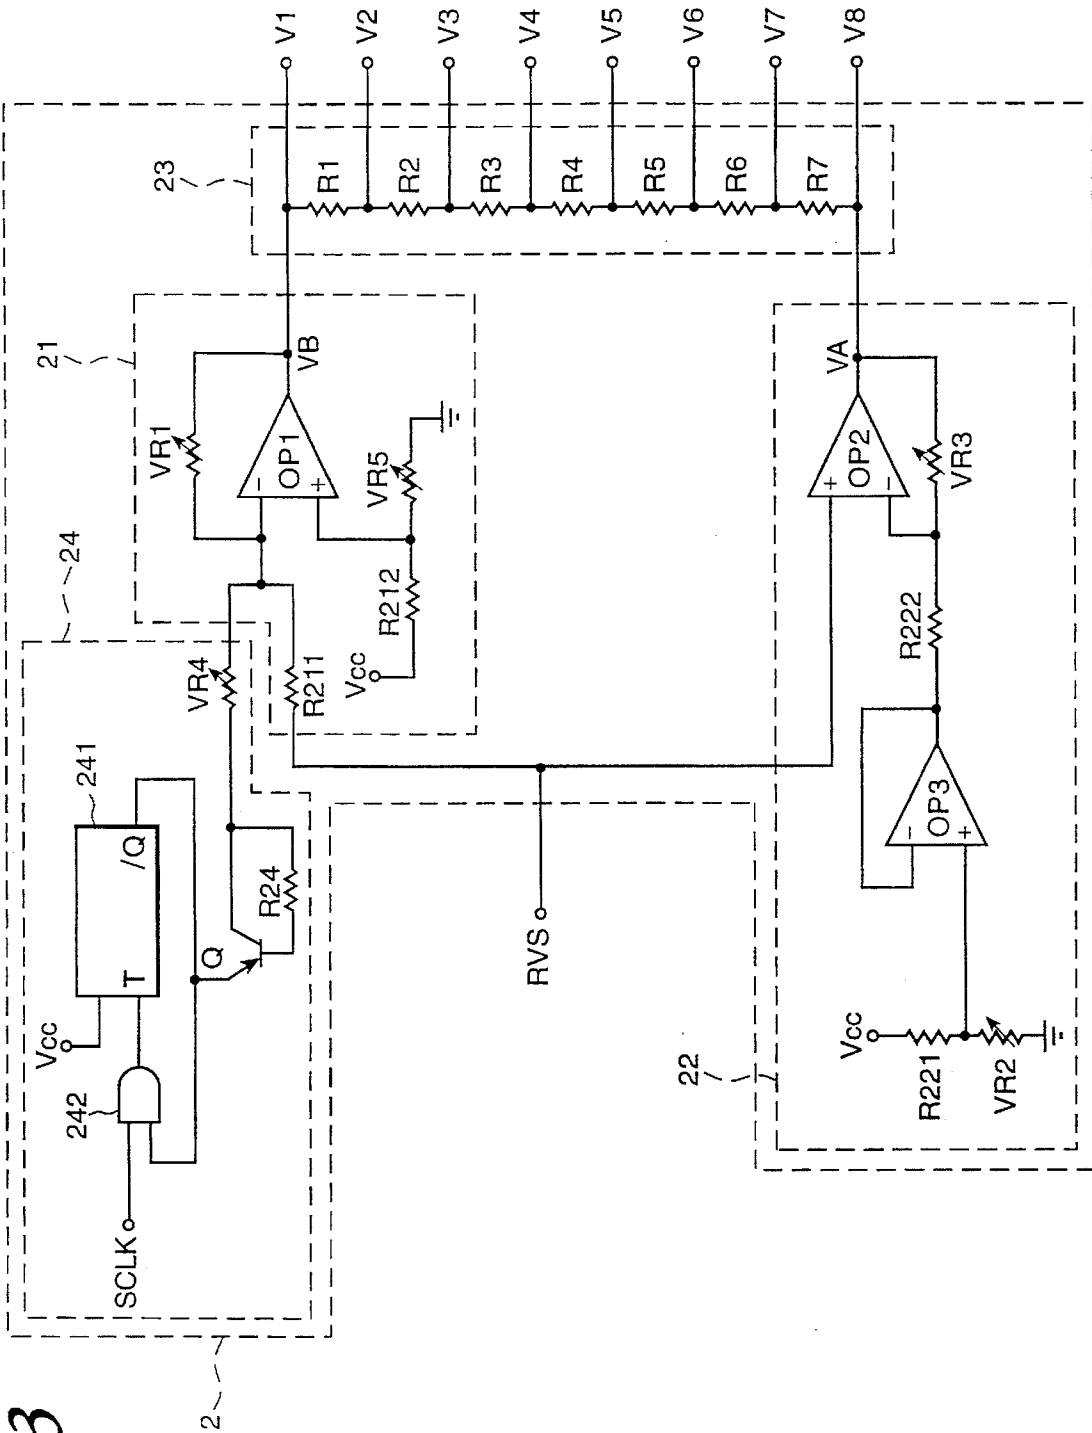 3
2
24
SCLK
242
Vcc
241
T
/Q
Q
R24
VR4
21
VR1
OP1
−
+
VB
R211
R212
VR5
Vcc
23
R1
R2
R3
R4
R5
R6
R7
V1
V2
V3
V4
V5
V6
V7
V8
RVS
22
Vcc
R221
VR2
OP3
−
+
R222
OP2
+
−
VA
VR3